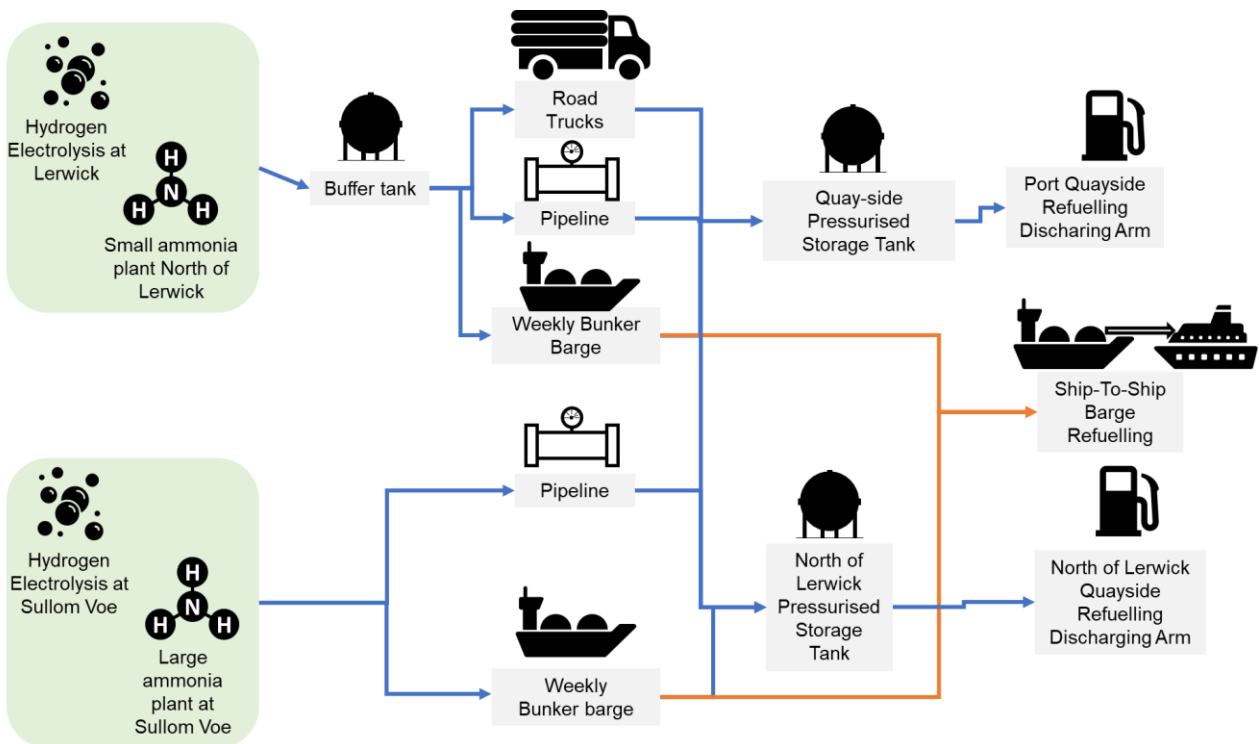 Hydrogen
Electrolysis at
Lerwick
H
N
H
H
Small ammonia
plant North of
Lerwick
Buffer tank
Road
Trucks
Pipeline
Weekly Bunker
Barge
Quay-side
Pressurised
Storage Tank
Port Quayside
Refuelling
Discharing Arm
Ship-To-Ship
Barge
Refuelling
Hydrogen
Electrolysis at
Sullom Voe
H
N
H
H
Large
ammonia
plant at
Sullom Voe
Pipeline
Weekly
Bunker barge
North of
Lerwick
Pressurised
Storage
Tank
North of Lerwick
Quayside
Refuelling
Discharging Arm